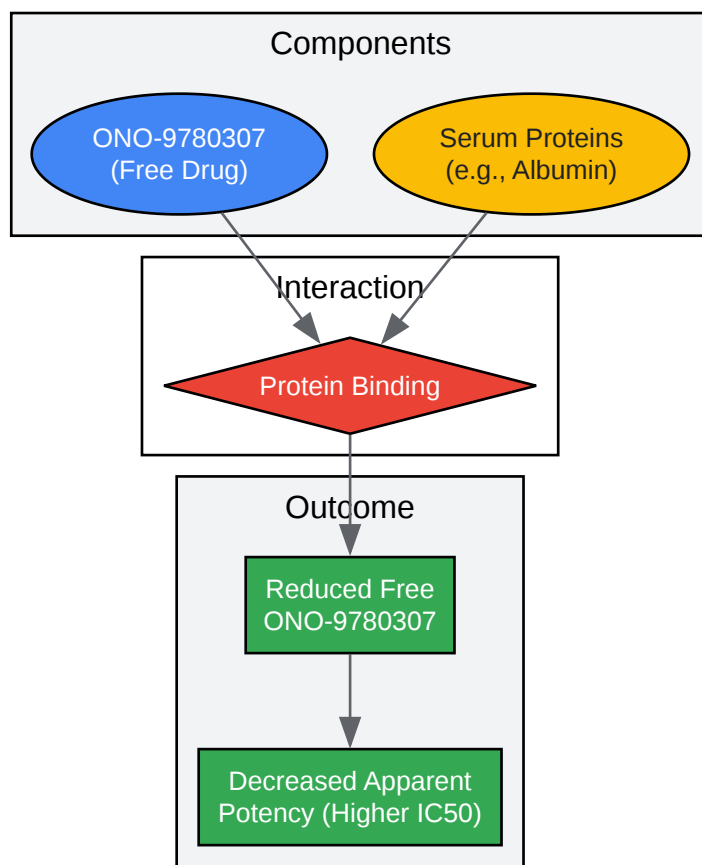 Components
ONO-9780307
(Free Drug)
Serum Proteins
(e.g., Albumin)
Interaction
Protein Binding
Outcome
Reduced Free
ONO-9780307
Decreased Apparent
Potency (Higher IC50)